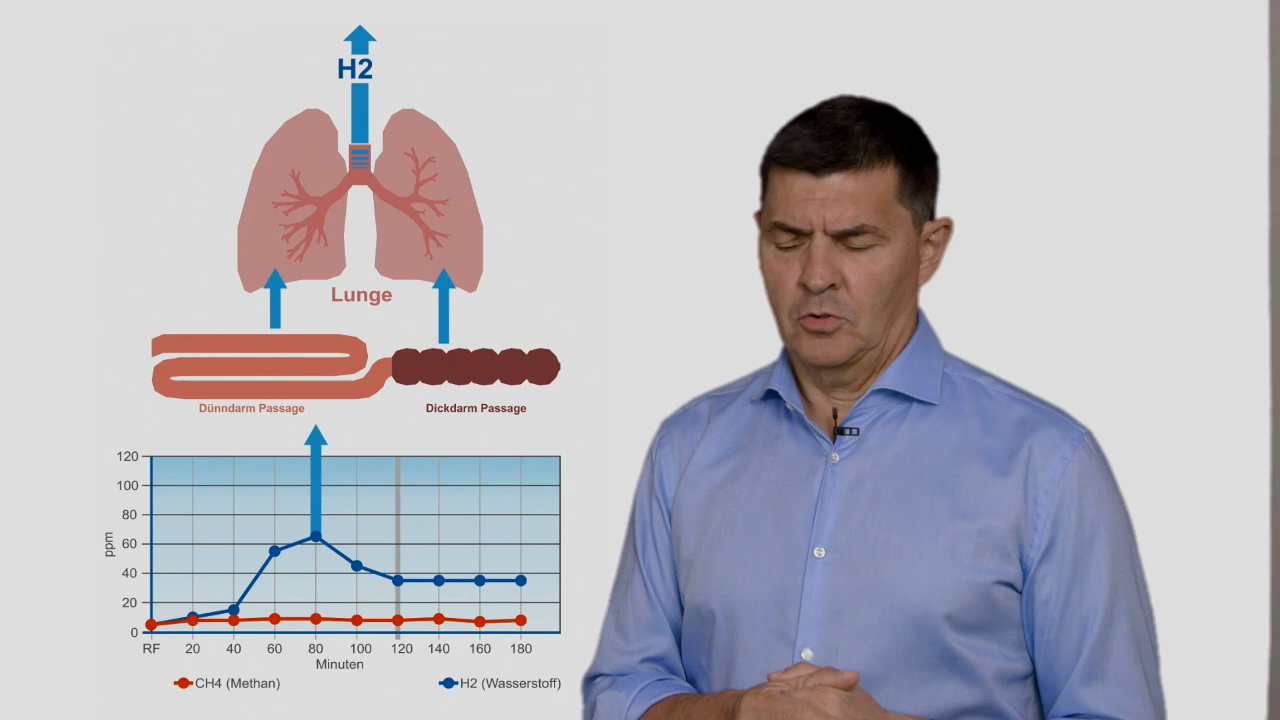 H2
Lunge
Dünndarm Passage
Dickdarm Passage
120
100
80
60
40
20
0
ppm
RF 20 40 60 80 100 120 140 160 180
Minuten
CH4 (Methan) H2 (Wasserstoff)